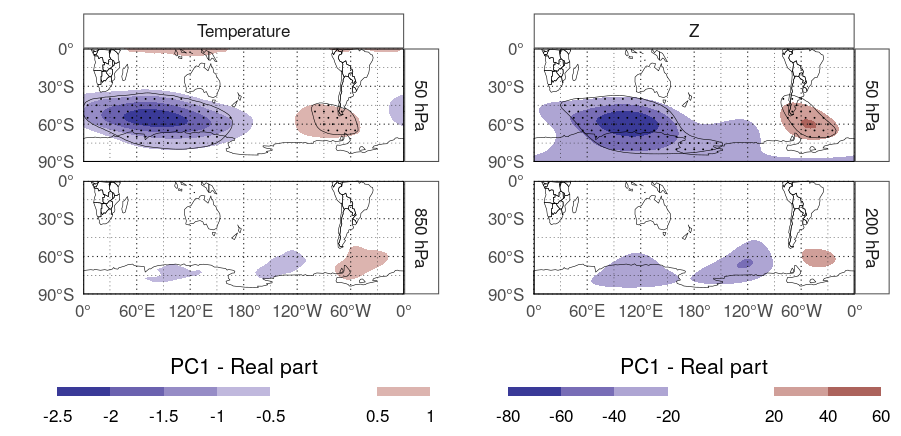 Temperature
Z
0°
30°S
60°S
90°S
50 hPa
0°
30°S
60°S
90°S
50 hPa
0°
30°S
60°S
90°S
850 hPa
0°
30°S
60°S
90°S
200 hPa
0° 60°E 120°E 180° 120°W 60°W 0°
0° 60°E 120°E 180° 120°W 60°W 0°
PC1 - Real part
-2.5 -2 -1.5 -1 -0.5 0.5 1
PC1 - Real part
-80 -60 -40 -20 20 40 60